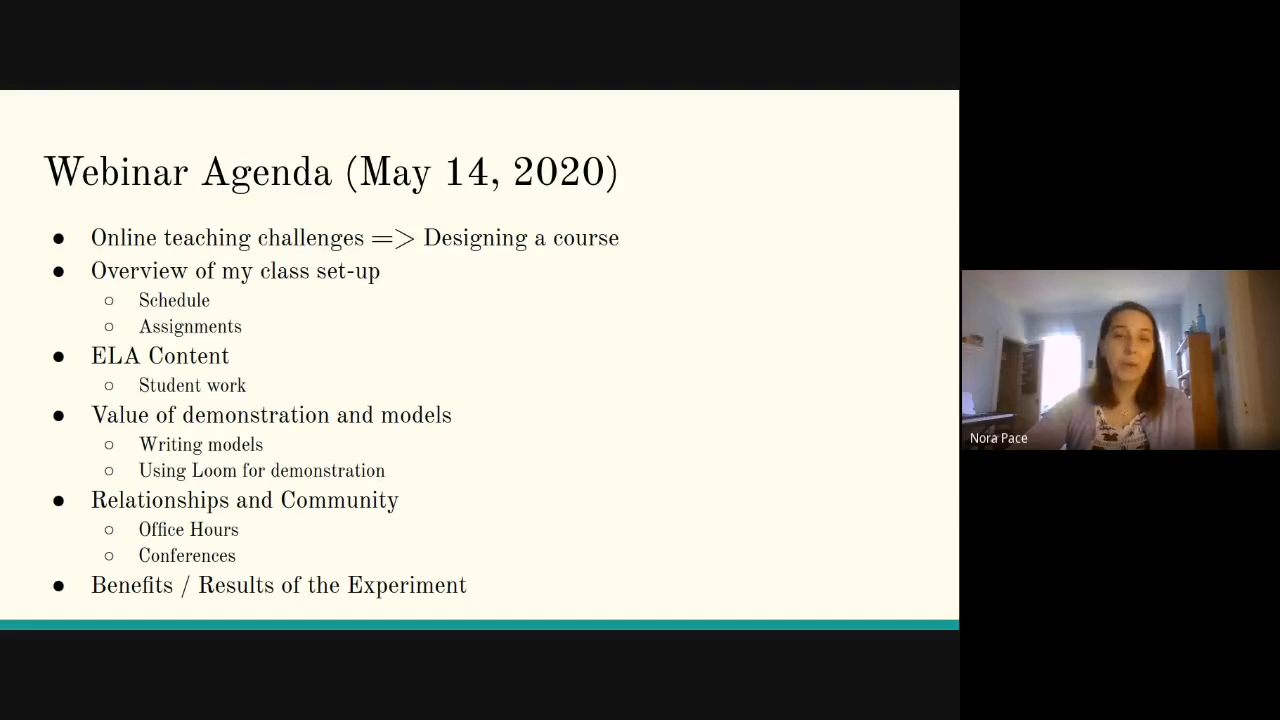 Webinar Agenda (May 14, 2020)
● Online teaching challenges => Designing a course
● Overview of my class set-up
○ Schedule
○ Assignments
● ELA Content
○ Student work
● Value of demonstration and models
○ Writing models
○ Using Loom for demonstration
● Relationships and Community
○ Office Hours
○ Conferences
● Benefits / Results of the Experiment
Nora Pace